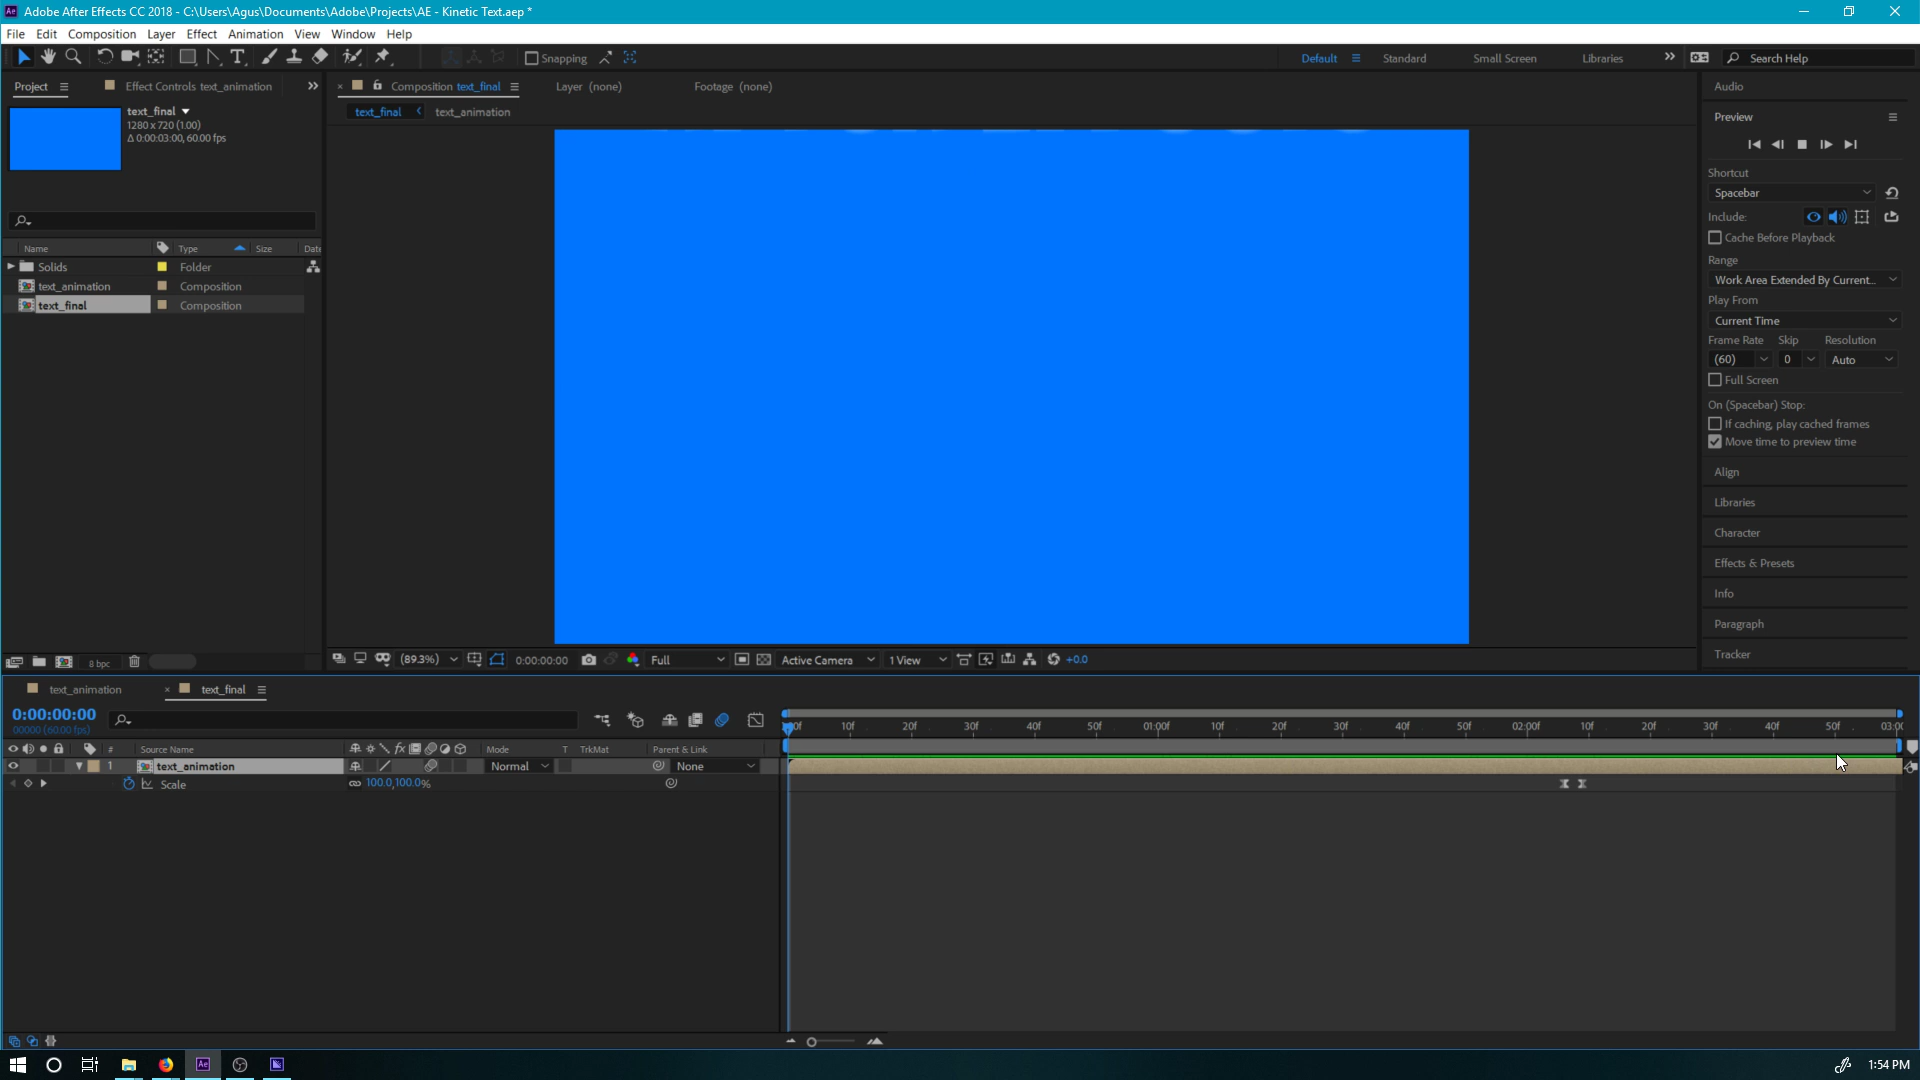 Adobe After Effects CC 2018 - C:\Users\Agus\Documents\Adobe\Projects\AE - Kinetic Text.aep *
File Edit Composition Layer Effect Animation View Window Help
Snapping
Default Standard Small Screen Libraries Search Help
Project Effect Controls text_animation
text_final
1280 x 720 (1.00)
Δ 0:00:03:00, 60.00 fps
Name Type Size Date
Solids Folder
text_animation Composition
text_final Composition
8 bpc
Composition text_final Layer (none) Footage (none)
text_final text_animation
(89.3%) 0:00:00:00 Full Active Camera 1 View +0.0
Audio
Preview
Shortcut
Spacebar
Include:
Cache Before Playback
Range
Work Area Extended By Current...
Play From
Current Time
Frame Rate Skip Resolution
(60) 0 Auto
Full Screen
On (Spacebar) Stop:
If caching, play cached frames
Move time to preview time
Align
Libraries
Character
Effects & Presets
Info
Paragraph
Tracker
text_animation text_final
0:00:00:00
00000 (60.00 fps)
10f 20f 30f 40f 50f 01:00f 10f 20f 30f 40f 50f 02:00f 10f 20f 30f 40f 50f
# Source Name Mode T TrkMat Parent & Link
1 text_animation Normal None
Scale 100.0,100.0%
Ae
1:54 PM